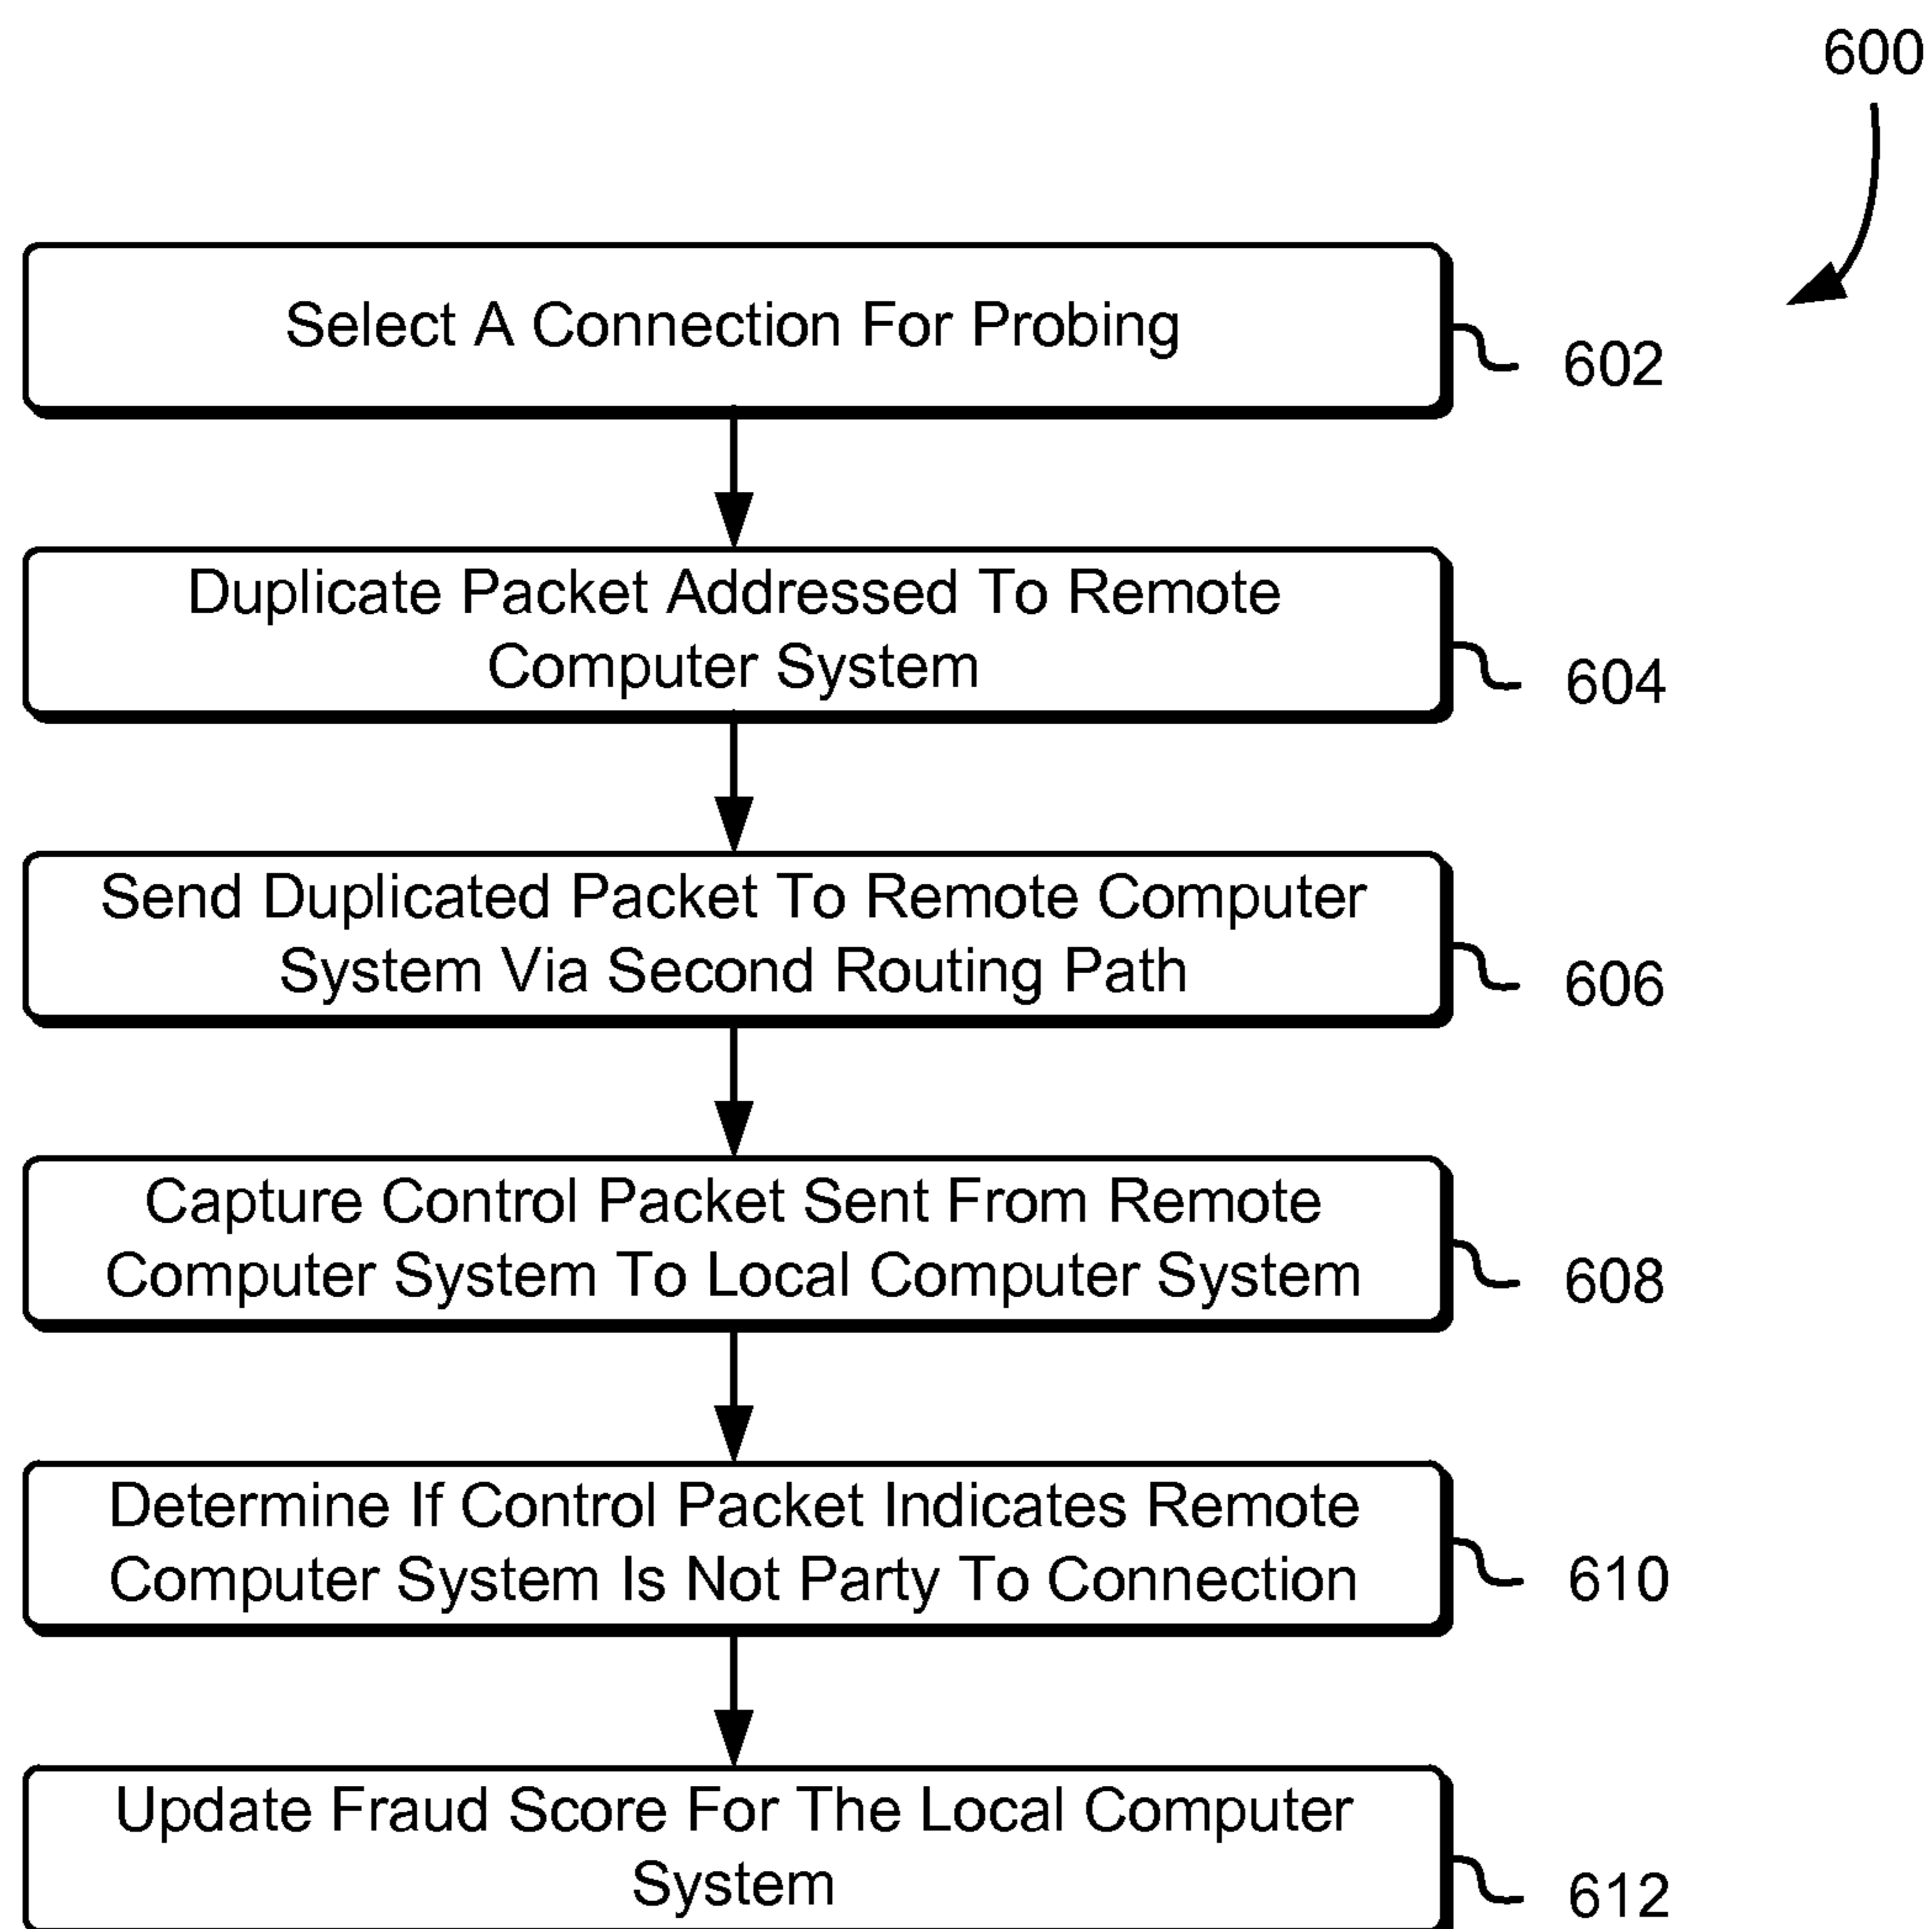 600
Select A Connection For Probing
602
Duplicate Packet Addressed To Remote
Computer System
604
Send Duplicated Packet To Remote Computer
System Via Second Routing Path
606
Capture Control Packet Sent From Remote
Computer System To Local Computer System
608
Determine If Control Packet Indicates Remote
Computer System Is Not Party To Connection
610
Update Fraud Score For The Local Computer
System
612